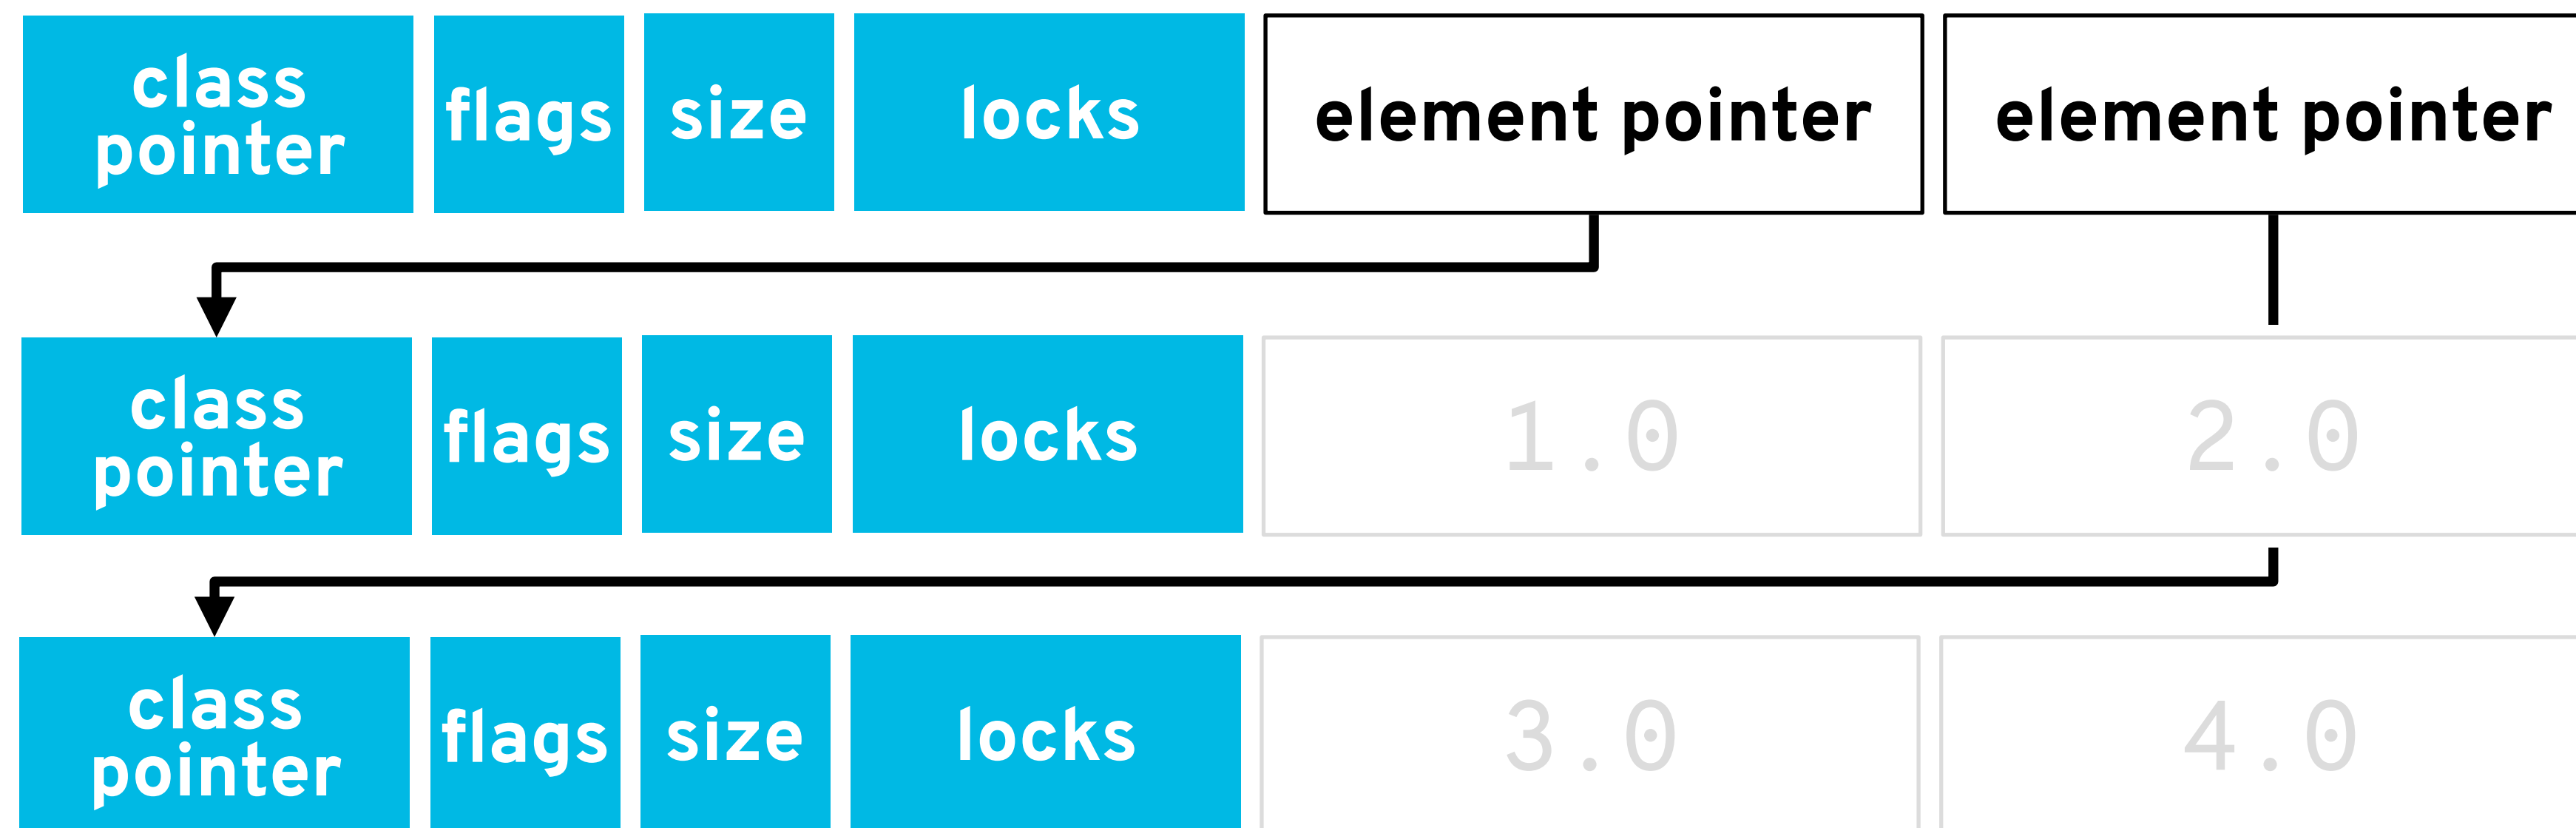 class
pointer
flags
size
locks
element pointer
element pointer
class
pointer
flags
size
locks
1.0
2.0
class
pointer
flags
size
locks
3.0
4.0